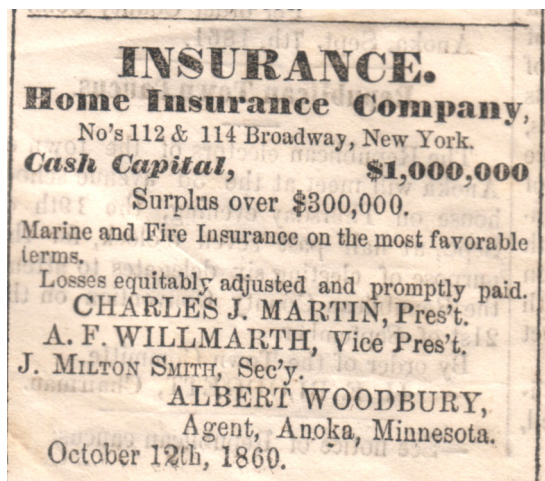 INSURANCE.
Home Insurance Company,
No's 112 & 114 Broadway, New York.
Cash Capital, $1,000,000
Surplus over $300,000.
Marine and Fire Insurance on the most favorable
terms.
Losses equitably adjusted and promptly paid.
CHARLES J. MARTIN, Pres't.
A. F. WILLMARTH, Vice Pres't.
J. MILTON SMITH, Sec'y.
ALBERT WOODBURY,
Agent, Anoka, Minnesota.
October 12th, 1860.